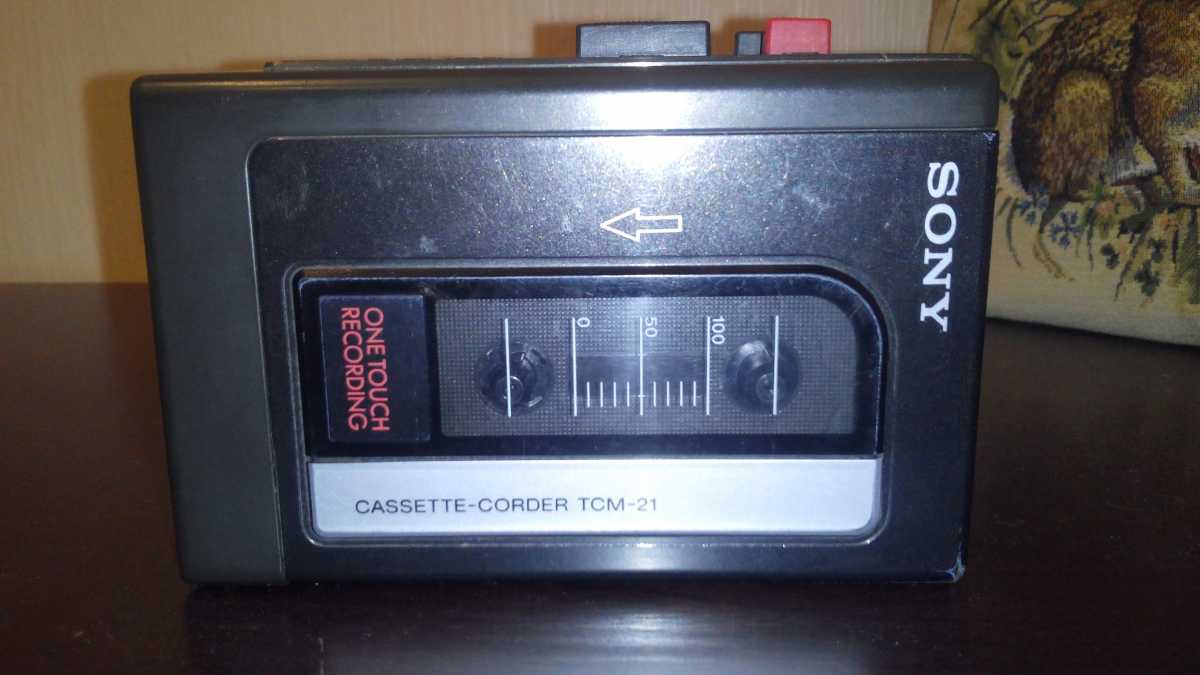 SONY
ONE TOUCH
RECORDING
0
50
100
CASSETTE-CORDER TCM-21